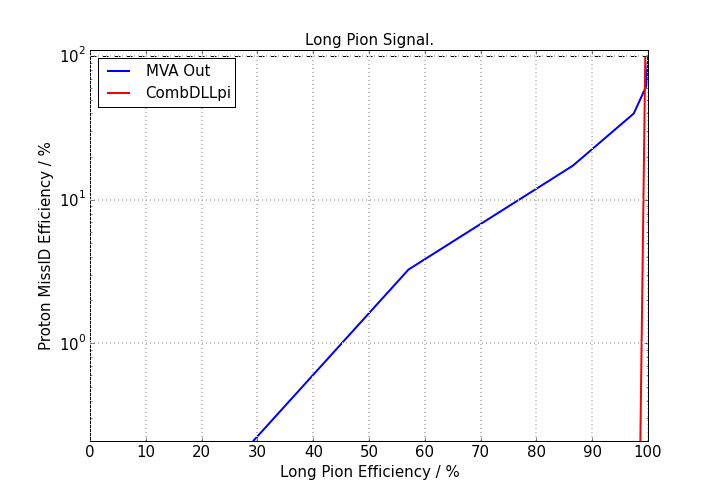 Long Pion Signal.
MVA Out
CombDLLpi
Proton MissID Efficiency / %
10²
10¹
10⁰
0 10 20 30 40 50 60 70 80 90 100
Long Pion Efficiency / %